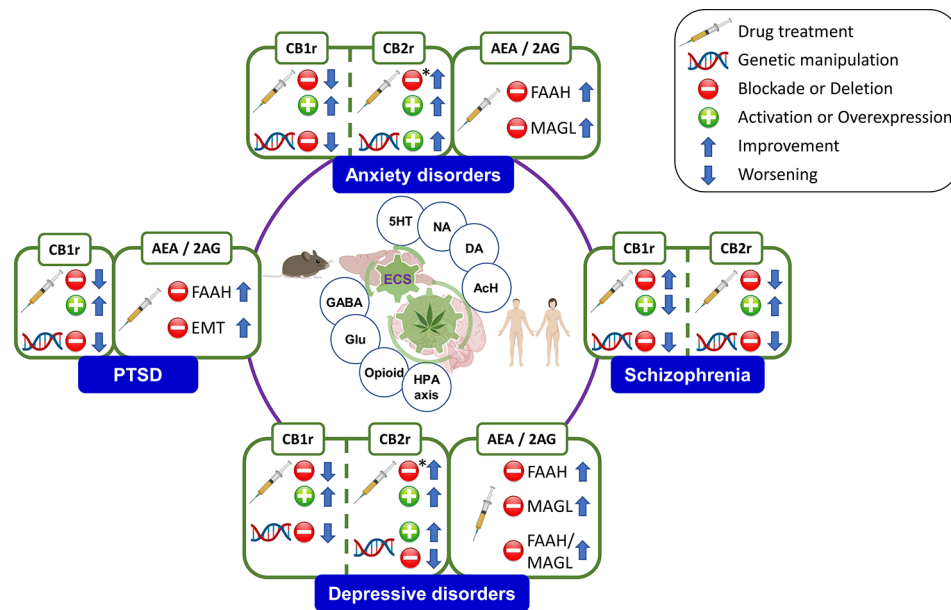 CB1r
CB2r
AEA / 2AG
*
FAAH
MAGL
Anxiety disorders
Drug treatment
Genetic manipulation
Blockade or Deletion
Activation or Overexpression
Improvement
Worsening
CB1r
AEA / 2AG
FAAH
EMT
PTSD
5HT
NA
DA
AcH
ECS
GABA
Glu
Opioid
HPA
axis
CB1r
CB2r
Schizophrenia
CB1r
CB2r
AEA / 2AG
*
FAAH
MAGL
FAAH/
MAGL
Depressive disorders